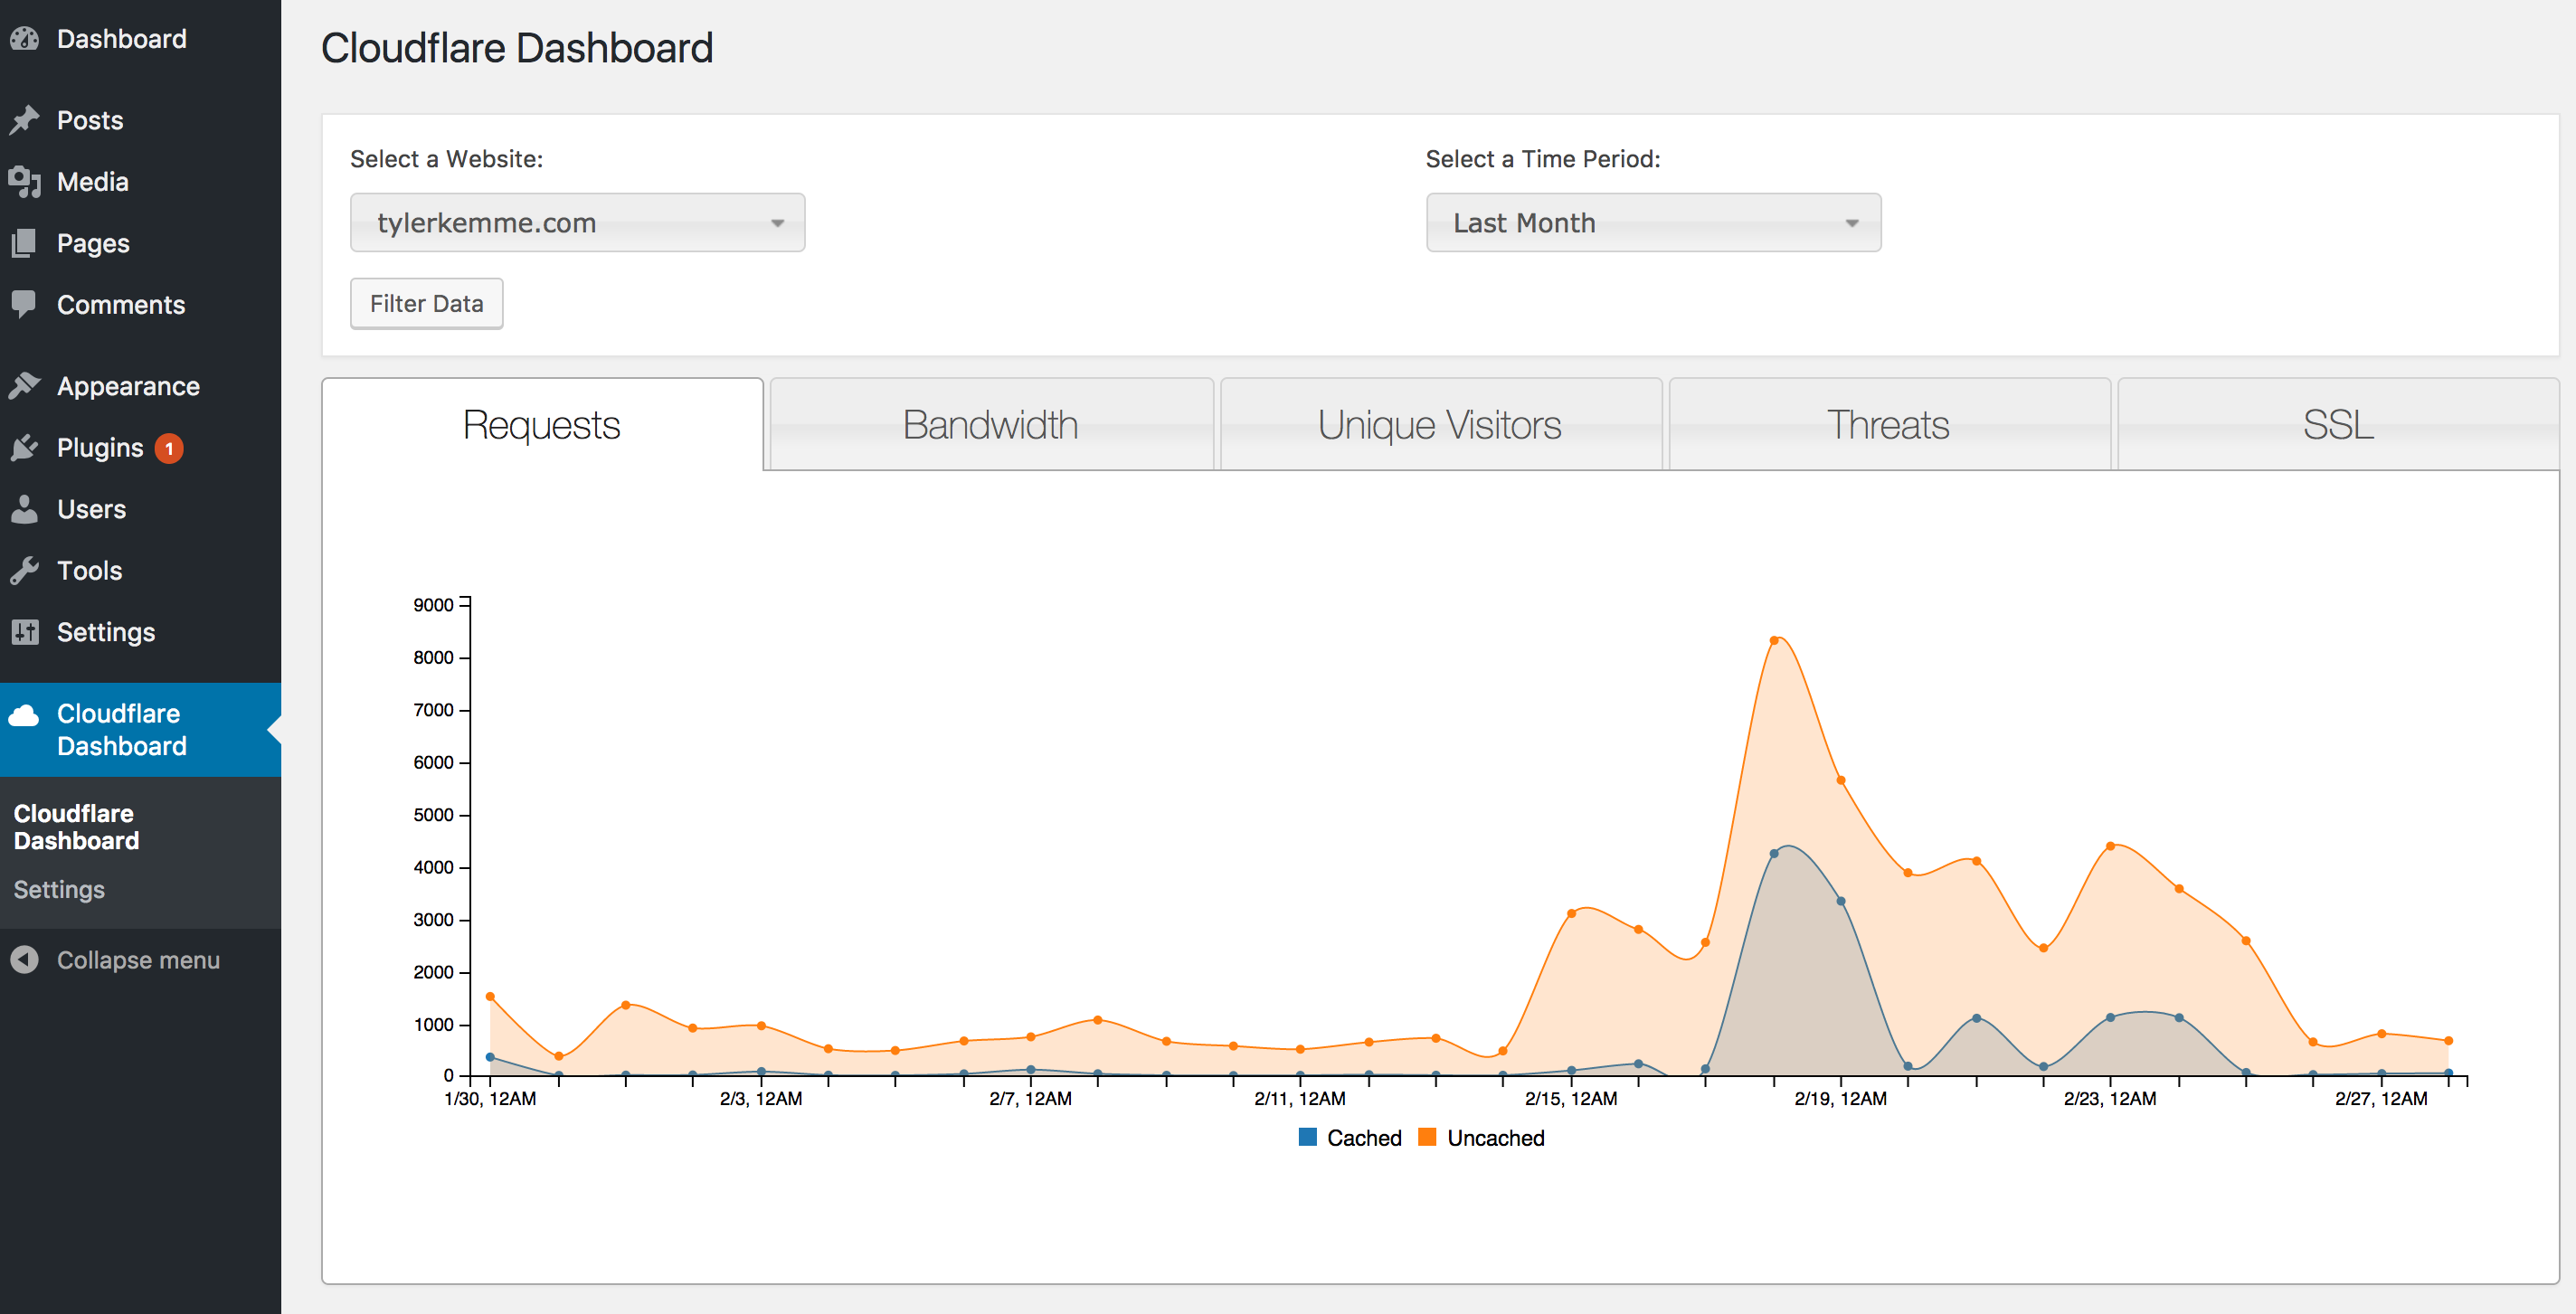 Dashboard
Posts
Media
Pages
Comments
Appearance
Plugins 1
Users
Tools
Settings
Cloudflare
Dashboard
Cloudflare
Dashboard
Settings
Collapse menu
Cloudflare Dashboard
Select a Website:
Select a Time Period:
tylerkemme.com
Last Month
Filter Data
Requests
Bandwidth
Unique Visitors
Threats
SSL
9000
8000
7000
6000
5000
4000
3000
2000
1000
0
1/30, 12AM
2/3, 12AM
2/7, 12AM
2/11, 12AM
2/15, 12AM
2/19, 12AM
2/23, 12AM
2/27, 12AM
Cached
Uncached